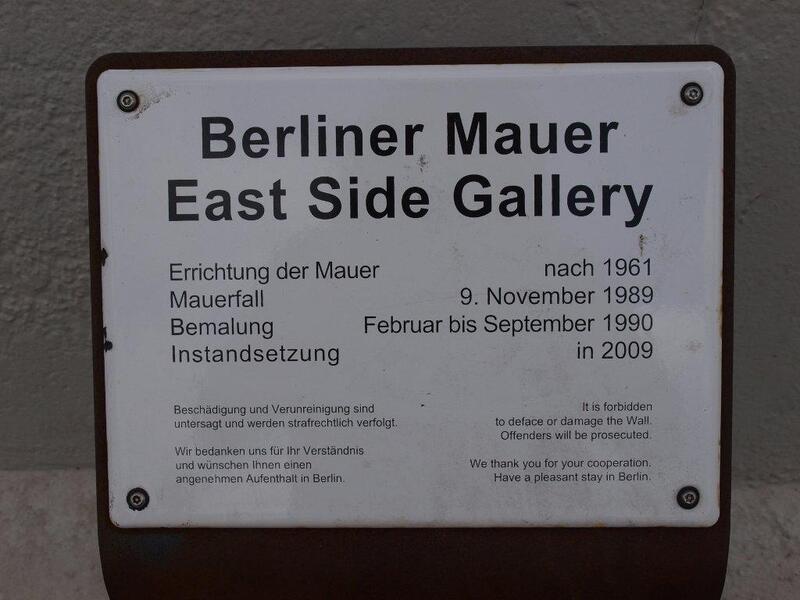 Berliner Mauer
East Side Gallery
Errichtung der Mauer nach 1961
Mauerfall 9. November 1989
Bemalung Februar bis September 1990
Instandsetzung in 2009
Beschädigung und Verunreinigung sind
untersagt und werden strafrechtlich verfolgt.
Wir bedanken uns für Ihr Verständnis
und wünschen Ihnen einen
angenehmen Aufenthalt in Berlin.
It is forbidden
to deface or damage the Wall.
Offenders will be prosecuted.
We thank you for your cooperation.
Have a pleasant stay in Berlin.